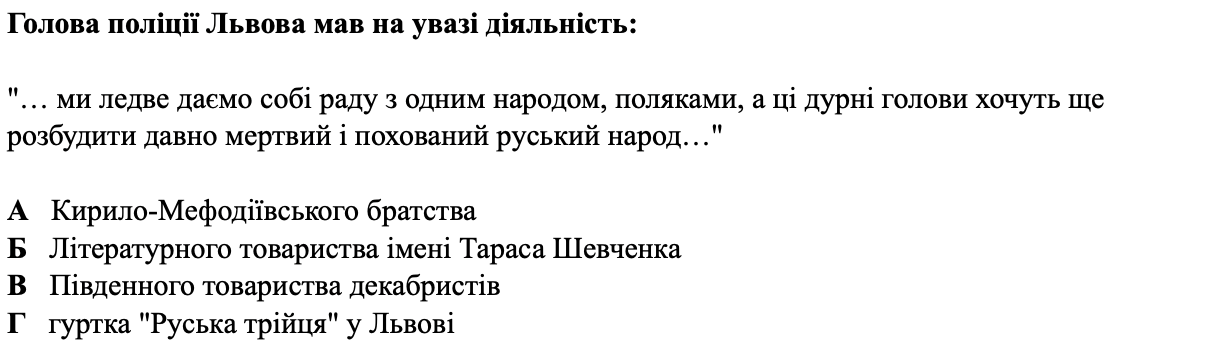 Голова поліції Львова мав на увазі діяльність:
"… ми ледве даємо собі раду з одним народом, поляками, а ці дурні голови хочуть ще
розбудити давно мертвий і похований руський народ…"
А Кирило-Мефодіївського братства
Б Літературного товариства імені Тараса Шевченка
В Південного товариства декабристів
Г гуртка "Руська трійця" у Львові